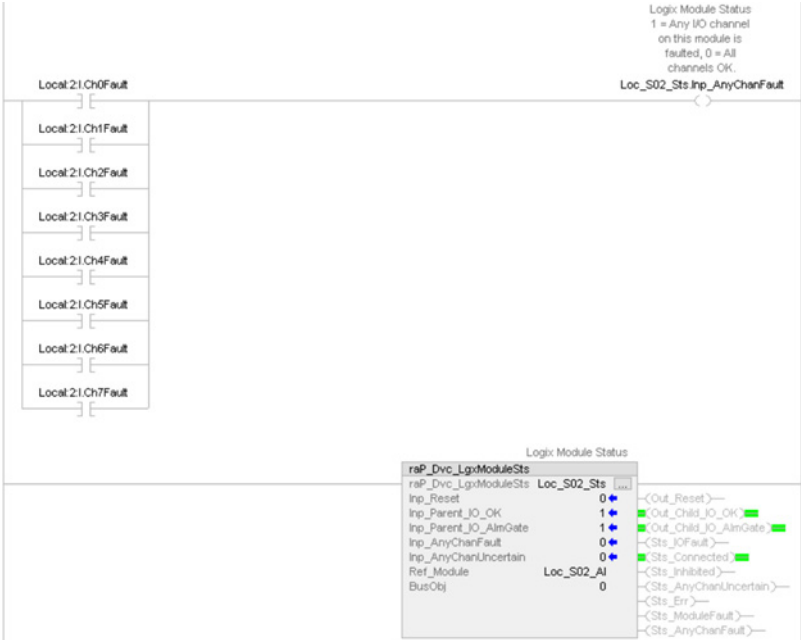 Logix Module Status
1 = Any I/O channel
on this module is
faulted, 0 = All
channels OK.
Local:2:I.Ch0Fault
Loc_S02_Sts.Inp_AnyChanFault
Local:2:I.Ch1Fault
Local:2:I.Ch2Fault
Local:2:I.Ch3Fault
Local:2:I.Ch4Fault
Local:2:I.Ch5Fault
Local:2:I.Ch6Fault
Local:2:I.Ch7Fault
Logix Module Status
raP_Dvc_LgxModuleSts
raP_Dvc_LgxModuleSts Loc_S02_Sts ...
Inp_Reset 0 (Out_Reset)
Inp_Parent_IO_OK 1 (Out_Child_IO_OK)
Inp_Parent_IO_AlmGate 1 (Out_Child_IO_AlmGate)
Inp_AnyChanFault 0 (Sts_IOFault)
Inp_AnyChanUncertain 0 (Sts_Connected)
Ref_Module Loc_S02_AI (Sts_Inhibited)
BusObj 0 (Sts_AnyChanUncertain)
(Sts_Err)
(Sts_ModuleFault)
(Sts_AnyChanFault)